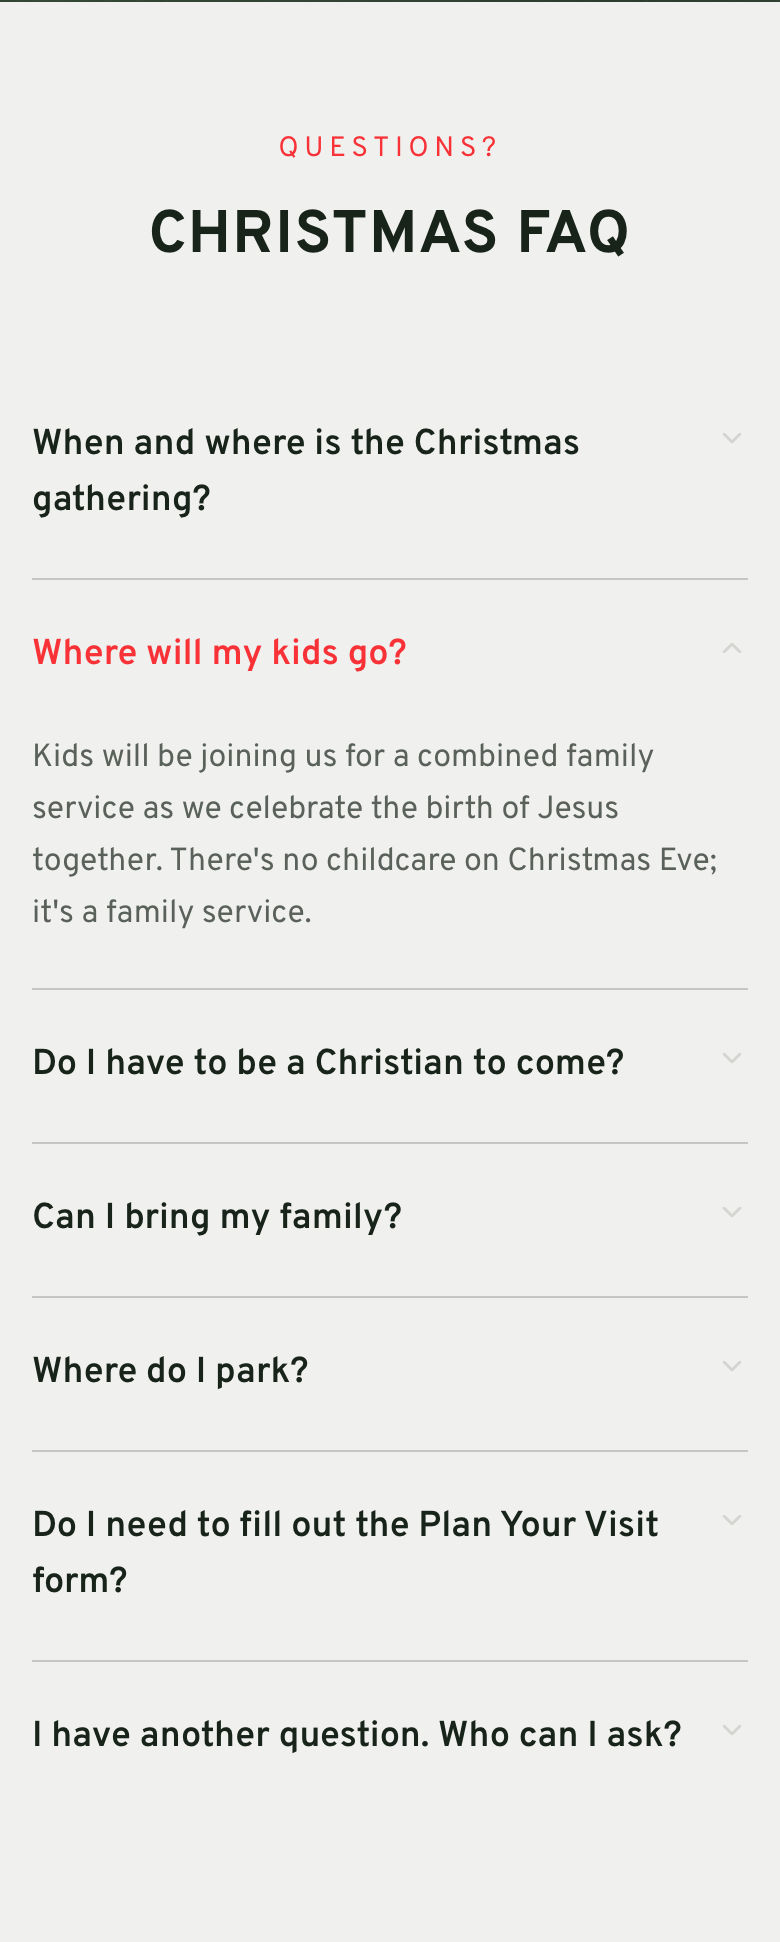 QUESTIONS?
CHRISTMAS FAQ
When and where is the Christmas
gathering?
Where will my kids go?
Kids will be joining us for a combined family
service as we celebrate the birth of Jesus
together. There's no childcare on Christmas Eve;
it's a family service.
Do I have to be a Christian to come?
Can I bring my family?
Where do I park?
Do I need to fill out the Plan Your Visit
form?
I have another question. Who can I ask?